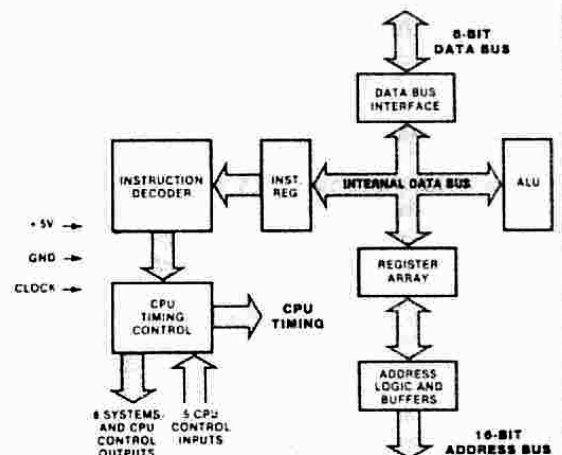 8-BIT
DATA BUS
DATA BUS
INTERFACE
INSTRUCTION
DECODER
INST.
REG
INTERNAL DATA BUS
ALU
+5V
GND
CLOCK
REGISTER
ARRAY
CPU
TIMING
CONTROL
CPU
TIMING
ADDRESS
LOGIC AND
BUFFERS
8 SYSTEMS
AND CPU
CONTROL
OUTPUTS
5 CPU
CONTROL
INPUTS
16-BIT
ADDRESS BUS